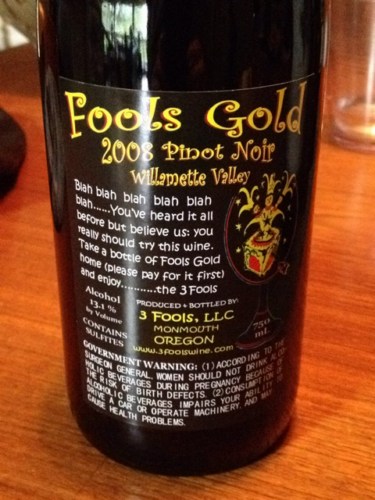 Fools Gold
2008 Pinot Noir
Willamette Valley
Blah blah blah blah blah
blah......You've heard it all
before but believe us: you
really should try this wine.
Take a bottle of Fools Gold
home (please pay for it first)
and enjoy...........the 3 Fools
Alcohol
13.1 %
by Volume
CONTAINS
SULFITES
PRODUCED & BOTTLED BY:
3 Fools, LLC
MONMOUTH
OREGON
www.3foolswine.com
750
mL
GOVERNMENT WARNING: (1) ACCORDING TO THE
SURGEON GENERAL, WOMEN SHOULD NOT DRINK ALCO-
HOLIC BEVERAGES DURING PREGNANCY BECAUSE OF
THE RISK OF BIRTH DEFECTS. (2) CONSUMPTION OF
ALCOHOLIC BEVERAGES IMPAIRS YOUR ABILITY TO
DRIVE A CAR OR OPERATE MACHINERY, AND MAY
CAUSE HEALTH PROBLEMS.